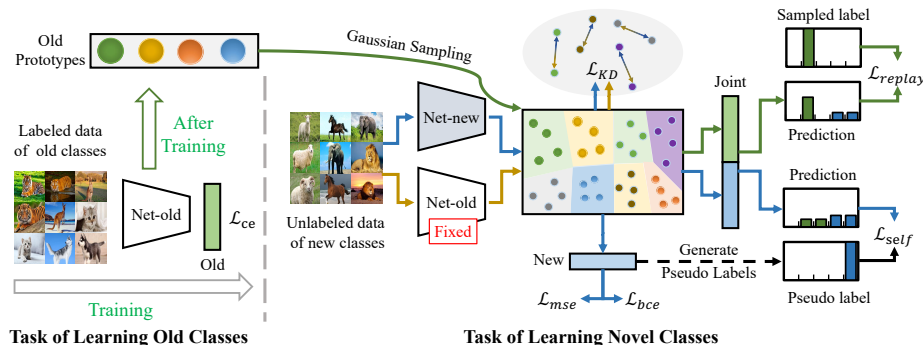 Old
Prototypes
Gaussian Sampling
Sampled label
ℒ_replay
Prediction
ℒ_KD
Joint
Labeled data
of old classes
After
Training
Net-old
ℒ_ce
Old
Net-new
Net-old
Fixed
Unlabeled data
of new classes
Prediction
ℒ_self
New
Generate
Pseudo Labels
Pseudo label
ℒ_mse
ℒ_bce
Training
Task of Learning Old Classes
Task of Learning Novel Classes